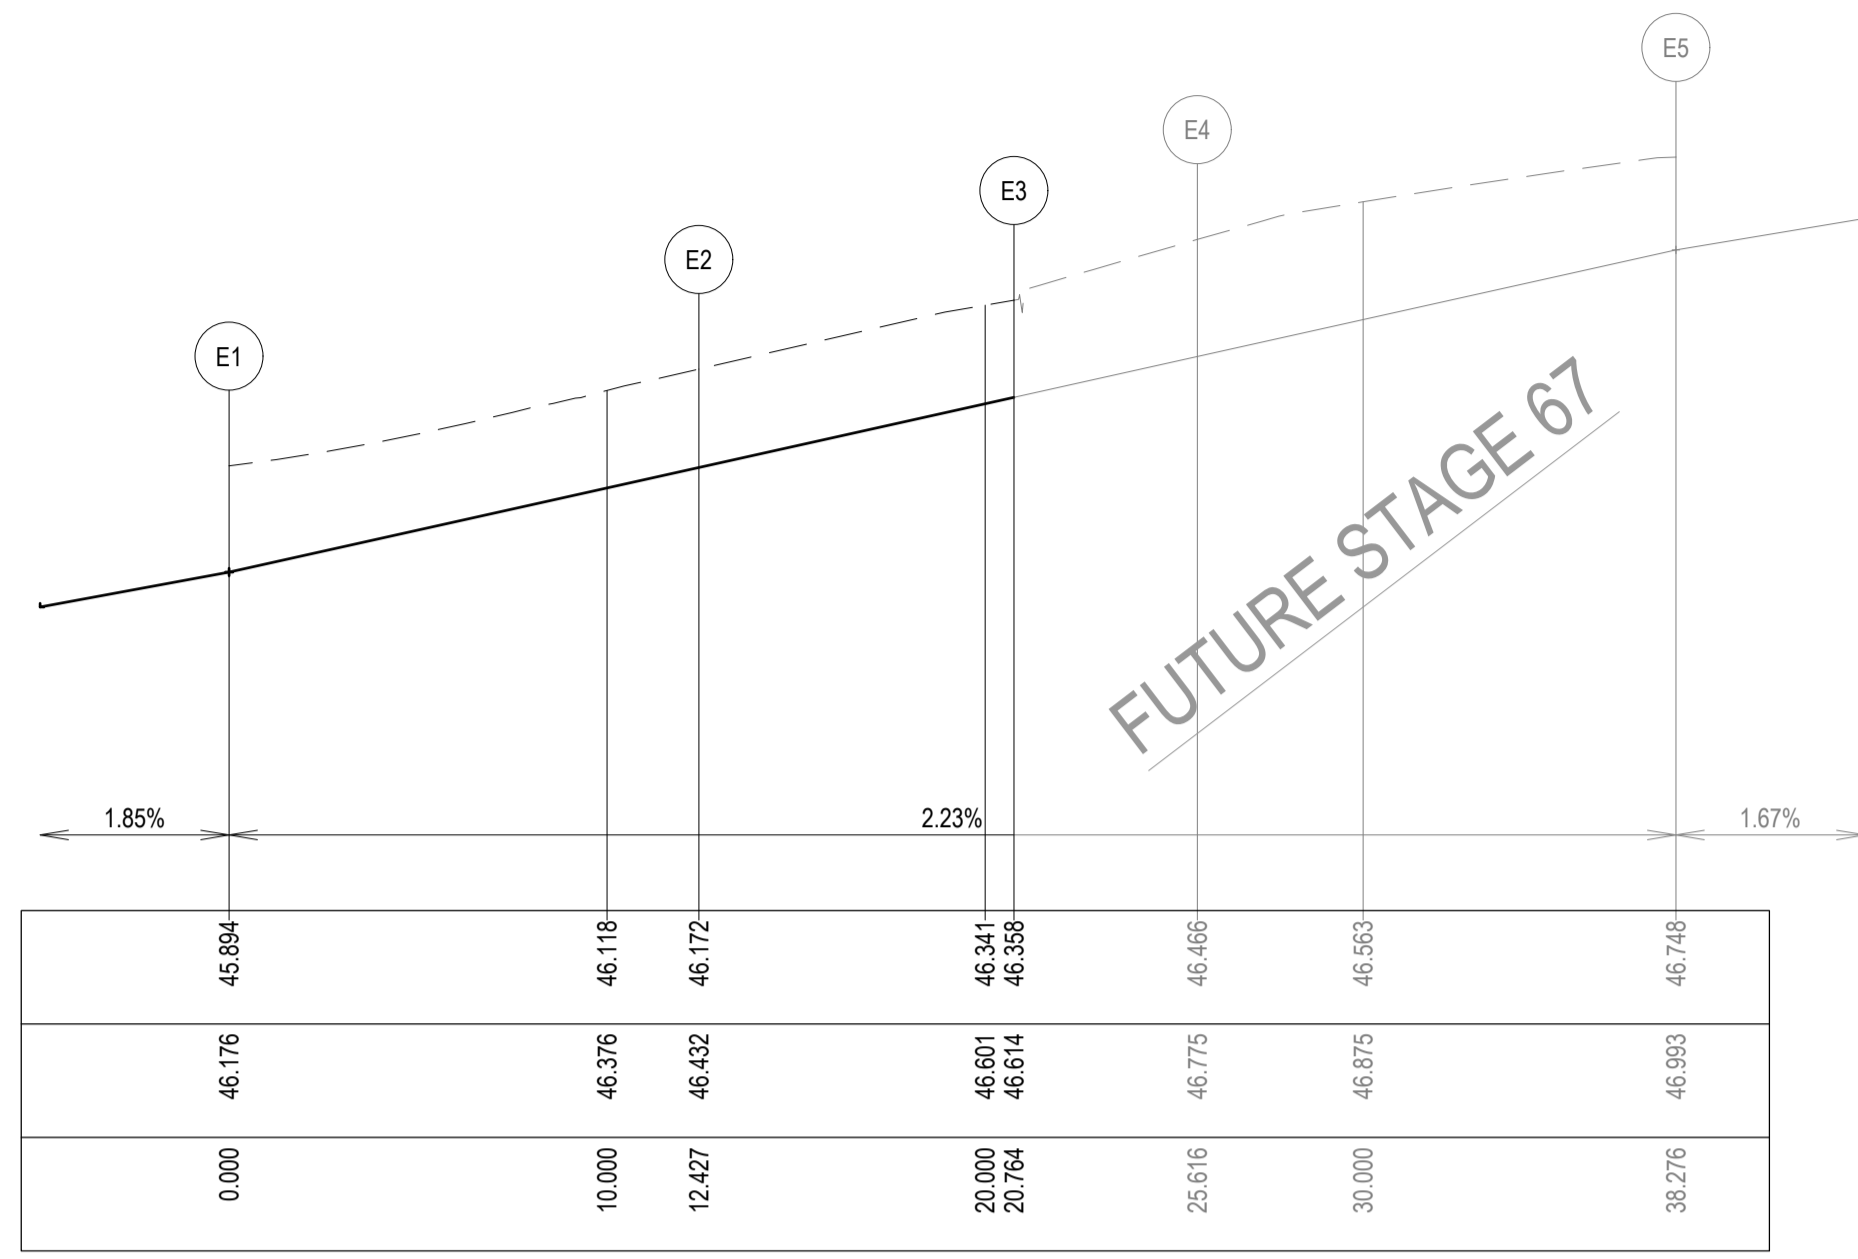 E5
E4
E3
E2
E1
FUTURE STAGE 67
1.85% 2.23% 1.67%
45.894 46.118 46.172 46.341 46.358 46.466 46.563 46.748
46.176 46.376 46.432 46.601 46.614 46.775 46.875 46.993
0.000 10.000 12.427 20.000 20.764 25.616 30.000 38.276